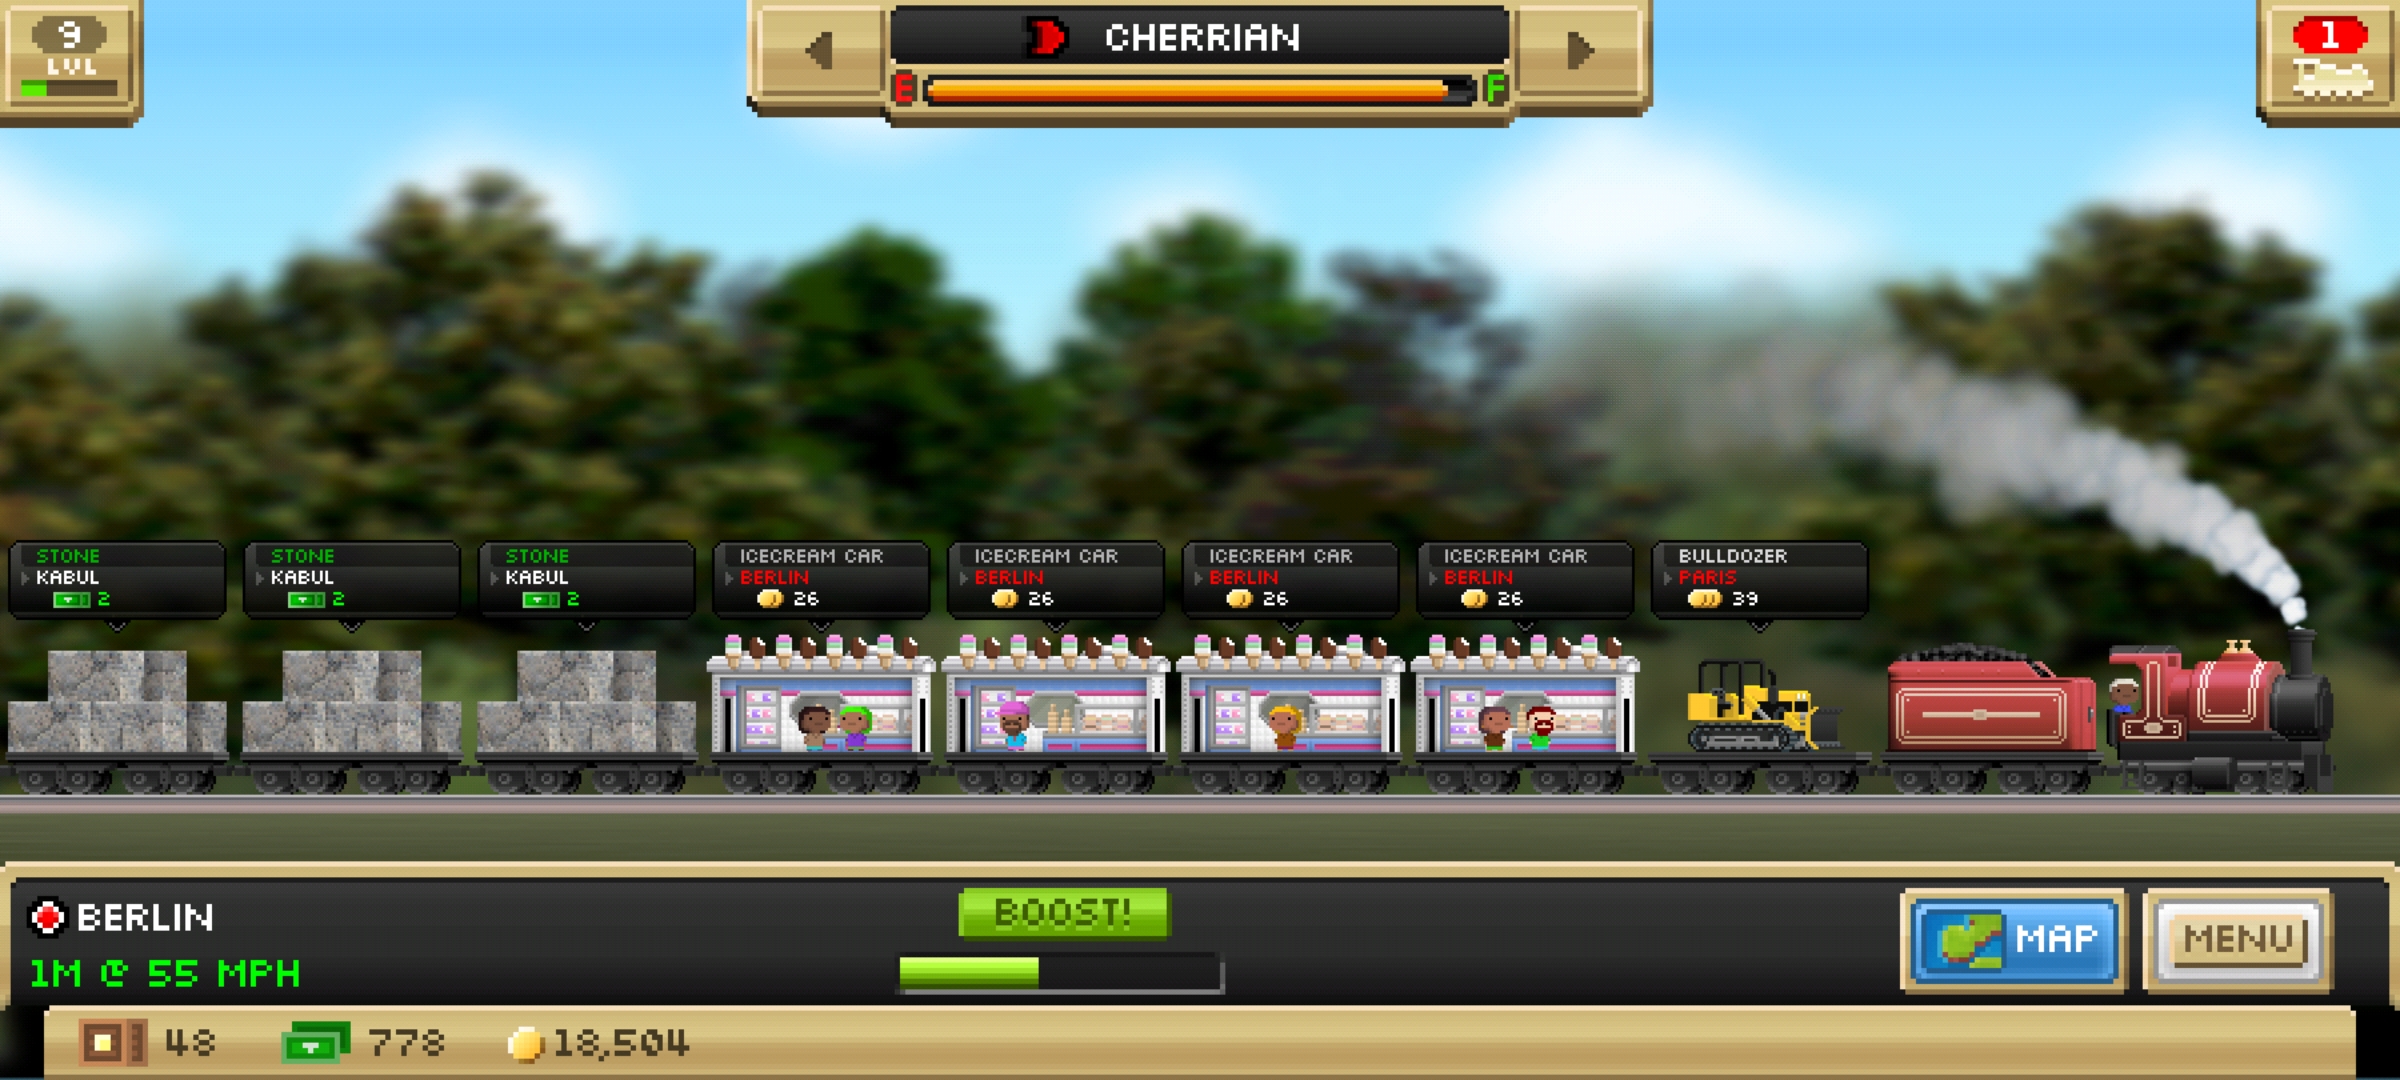 9
LVL
CHERRIAN
E F
1
STONE
KABUL
2
STONE
KABUL
2
STONE
KABUL
2
ICECREAM CAR
BERLIN
26
ICECREAM CAR
BERLIN
26
ICECREAM CAR
BERLIN
26
ICECREAM CAR
BERLIN
26
BULLDOZER
PARIS
39
BERLIN
1M @ 55 MPH
BOOST!
MAP
MENU
48 778 18,504